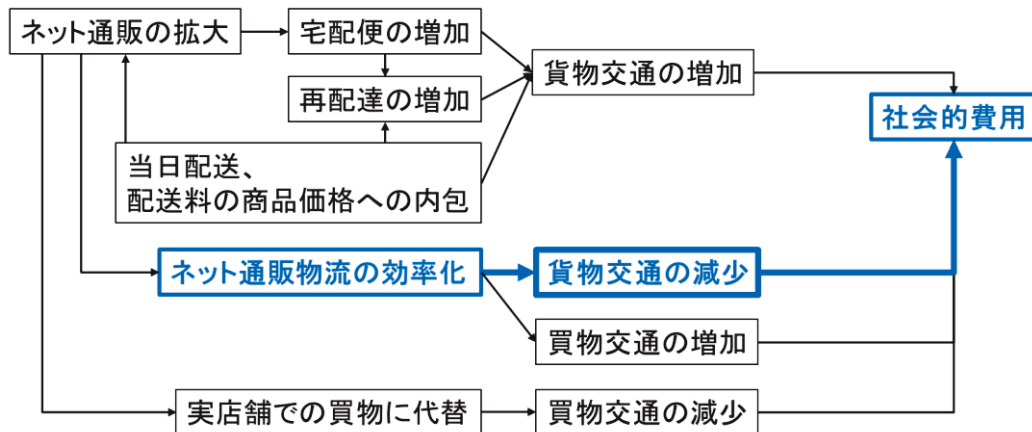 ネット通販の拡大
宅配便の増加
再配達の増加
貨物交通の増加
社会的費用
当日配送、
配送料の商品価格への内包
ネット通販物流の効率化
貨物交通の減少
買物交通の増加
実店舗での買物に代替
買物交通の減少